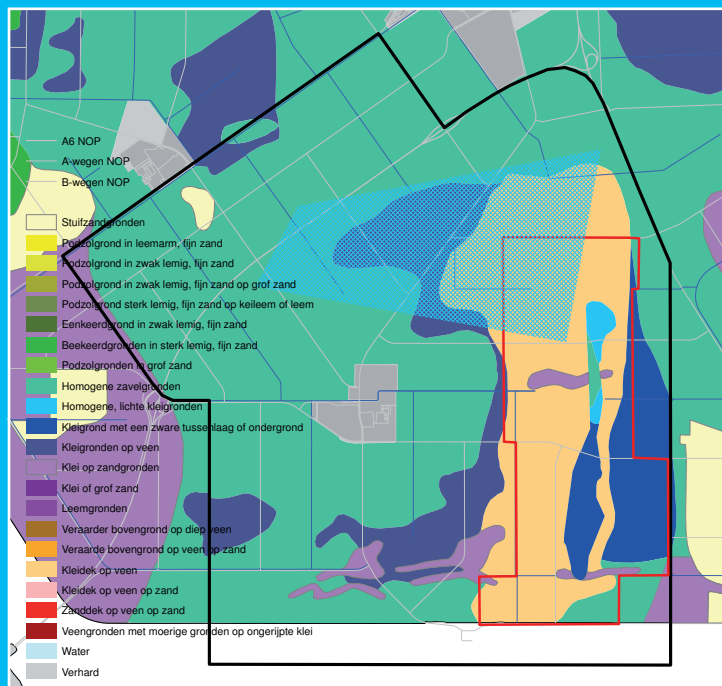 A6 NOP
A-wegen NOP
B-wegen NOP
Stuifzandgronden
Podzolgrond in leemarm, fijn zand
Podzolgrond in zwak lemig, fijn zand
Podzolgrond in zwak lemig, fijn zand op grof zand
Podzolgrond sterk lemig, fijn zand op keileem of leem
Eenkeerdgrond in zwak lemig, fijn zand
Beekeerdgronden in sterk lemig, fijn zand
Podzolgronden in grof zand
Homogene zavelgronden
Homogene, lichte kleigronden
Kleigrond met een zware tussenlaag of ondergrond
Kleigronden op veen
Klei op zandgronden
Klei of grof zand
Leemgronden
Veraarder bovengrond op diep veen
Veraarde bovengrond op veen op zand
Kleidek op veen
Kleidek op veen op zand
Zanddek op veen op zand
Veengronden met moerige gronden op ongerijpte klei
Water
Verhard